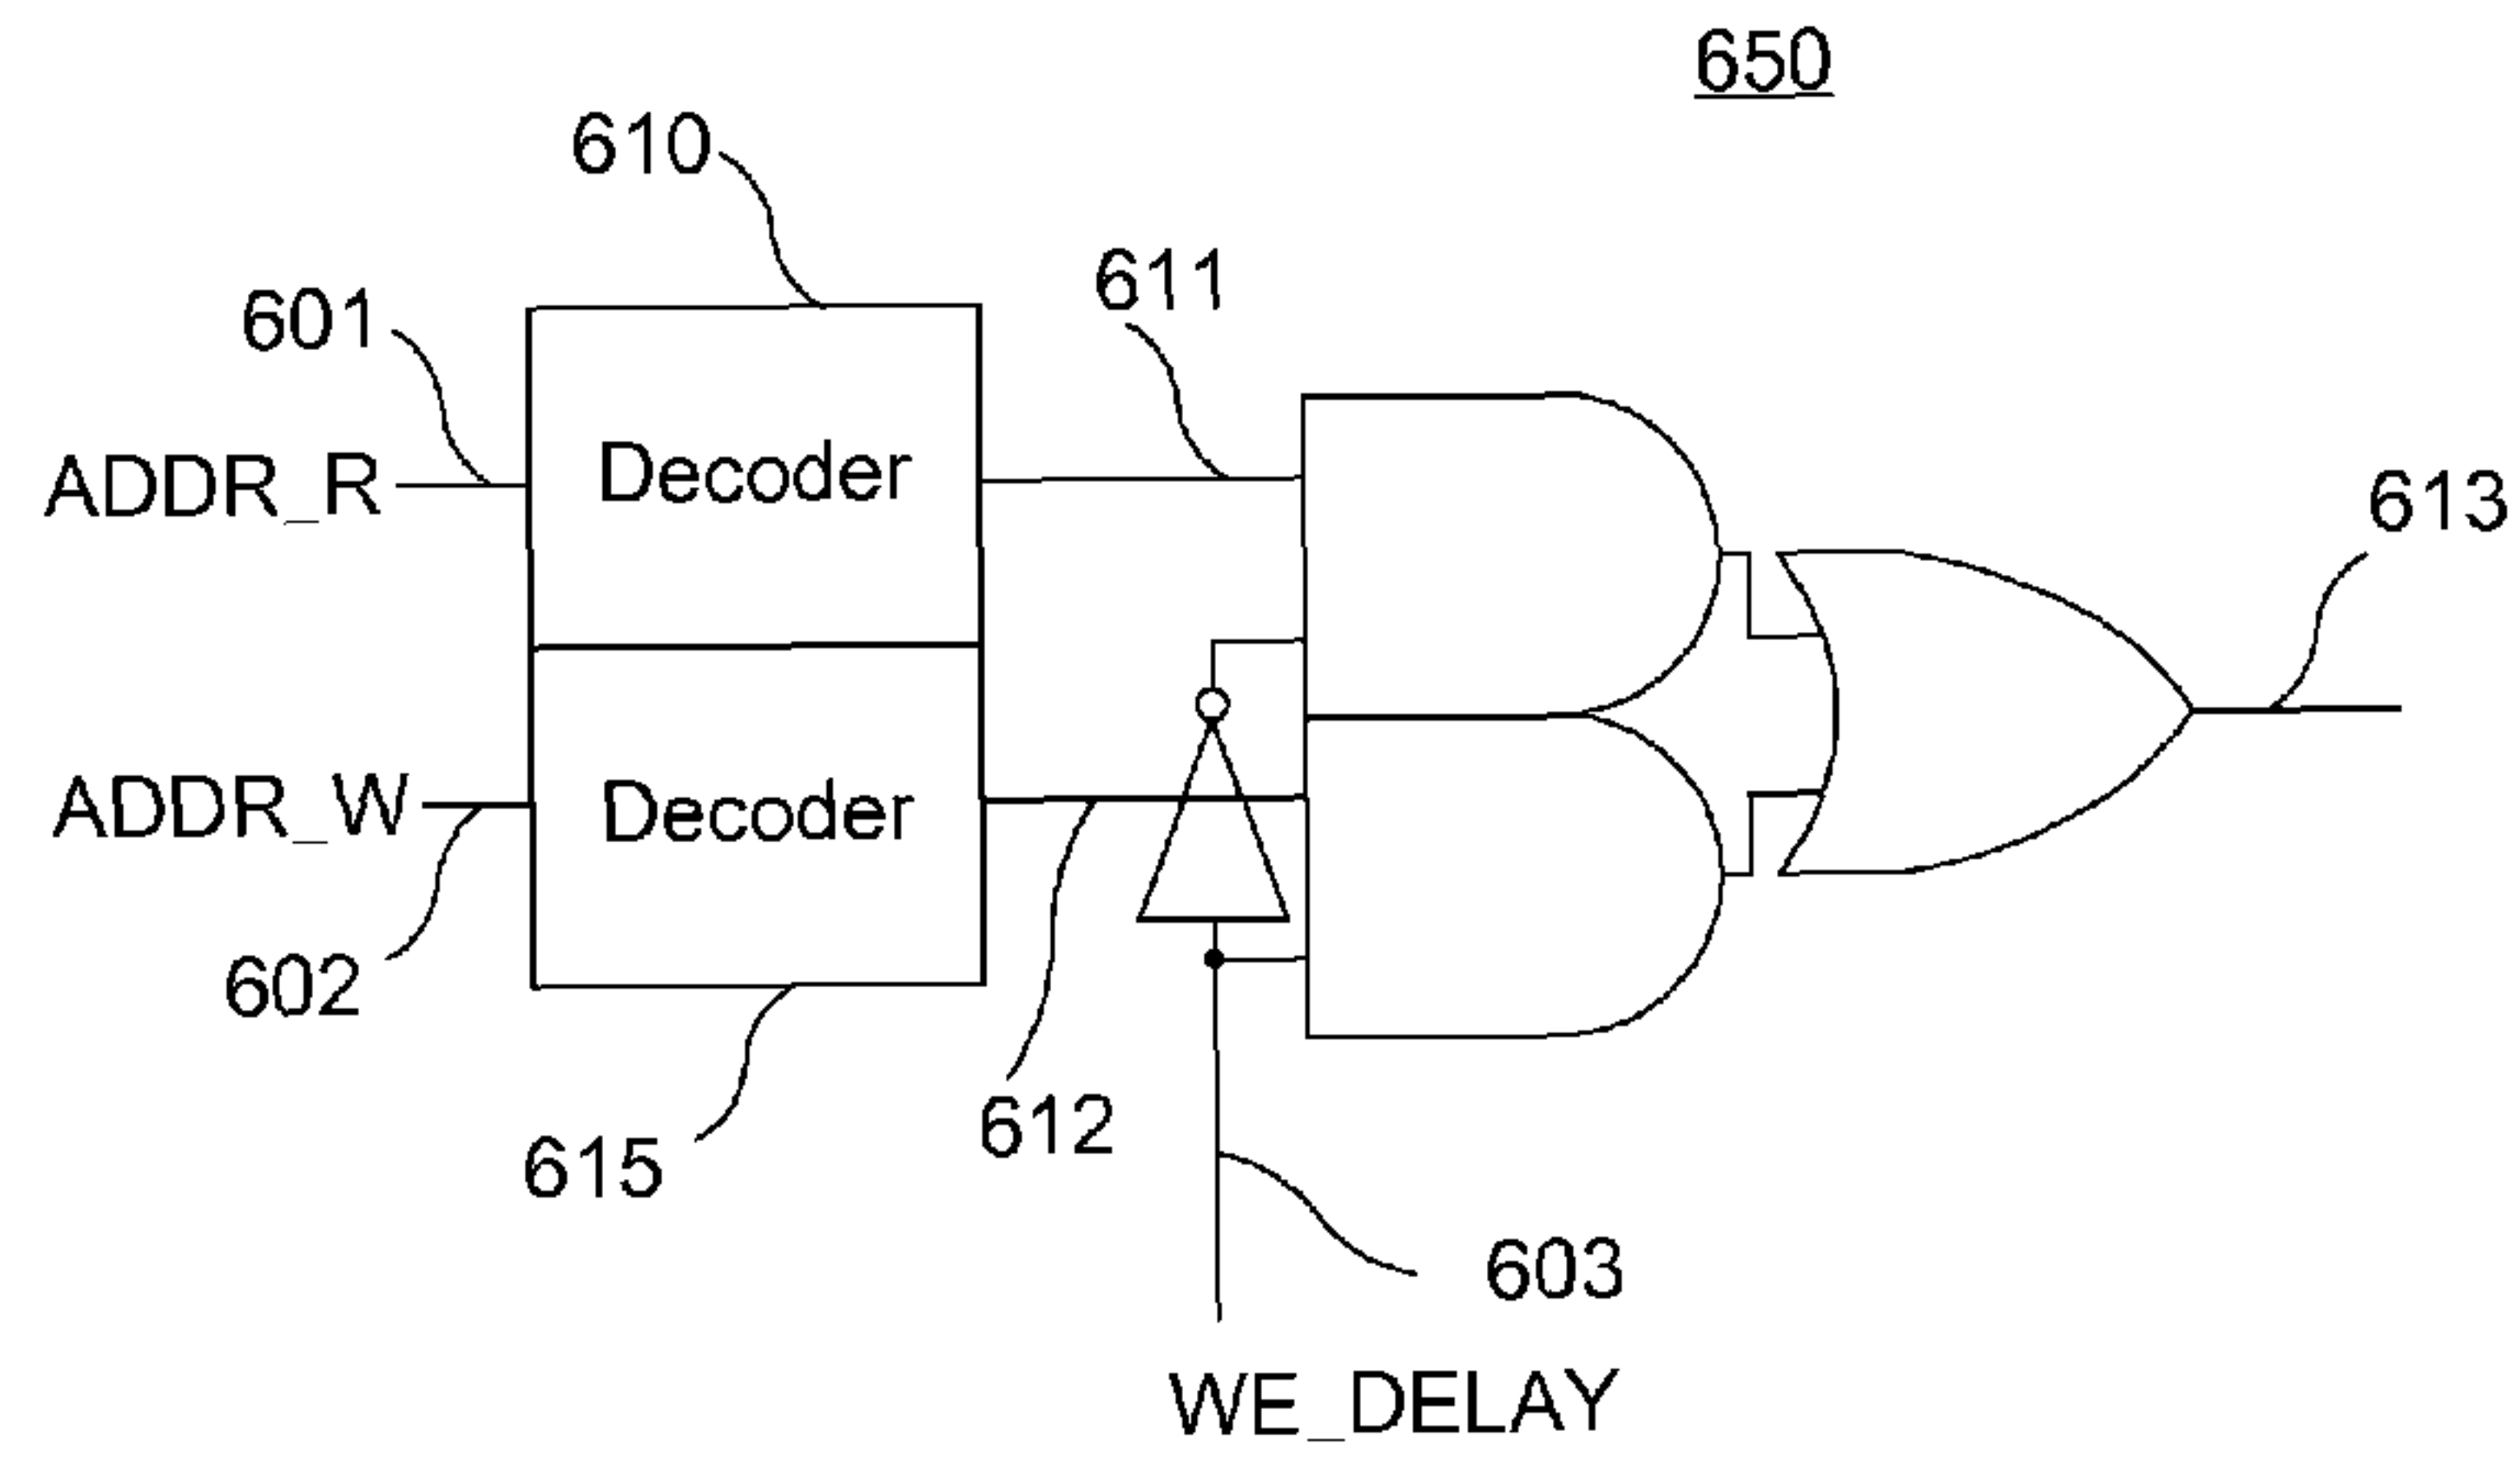 650
610
611
601
613
ADDR_R
Decoder
ADDR_W
Decoder
602
612
615
603
WE_DELAY